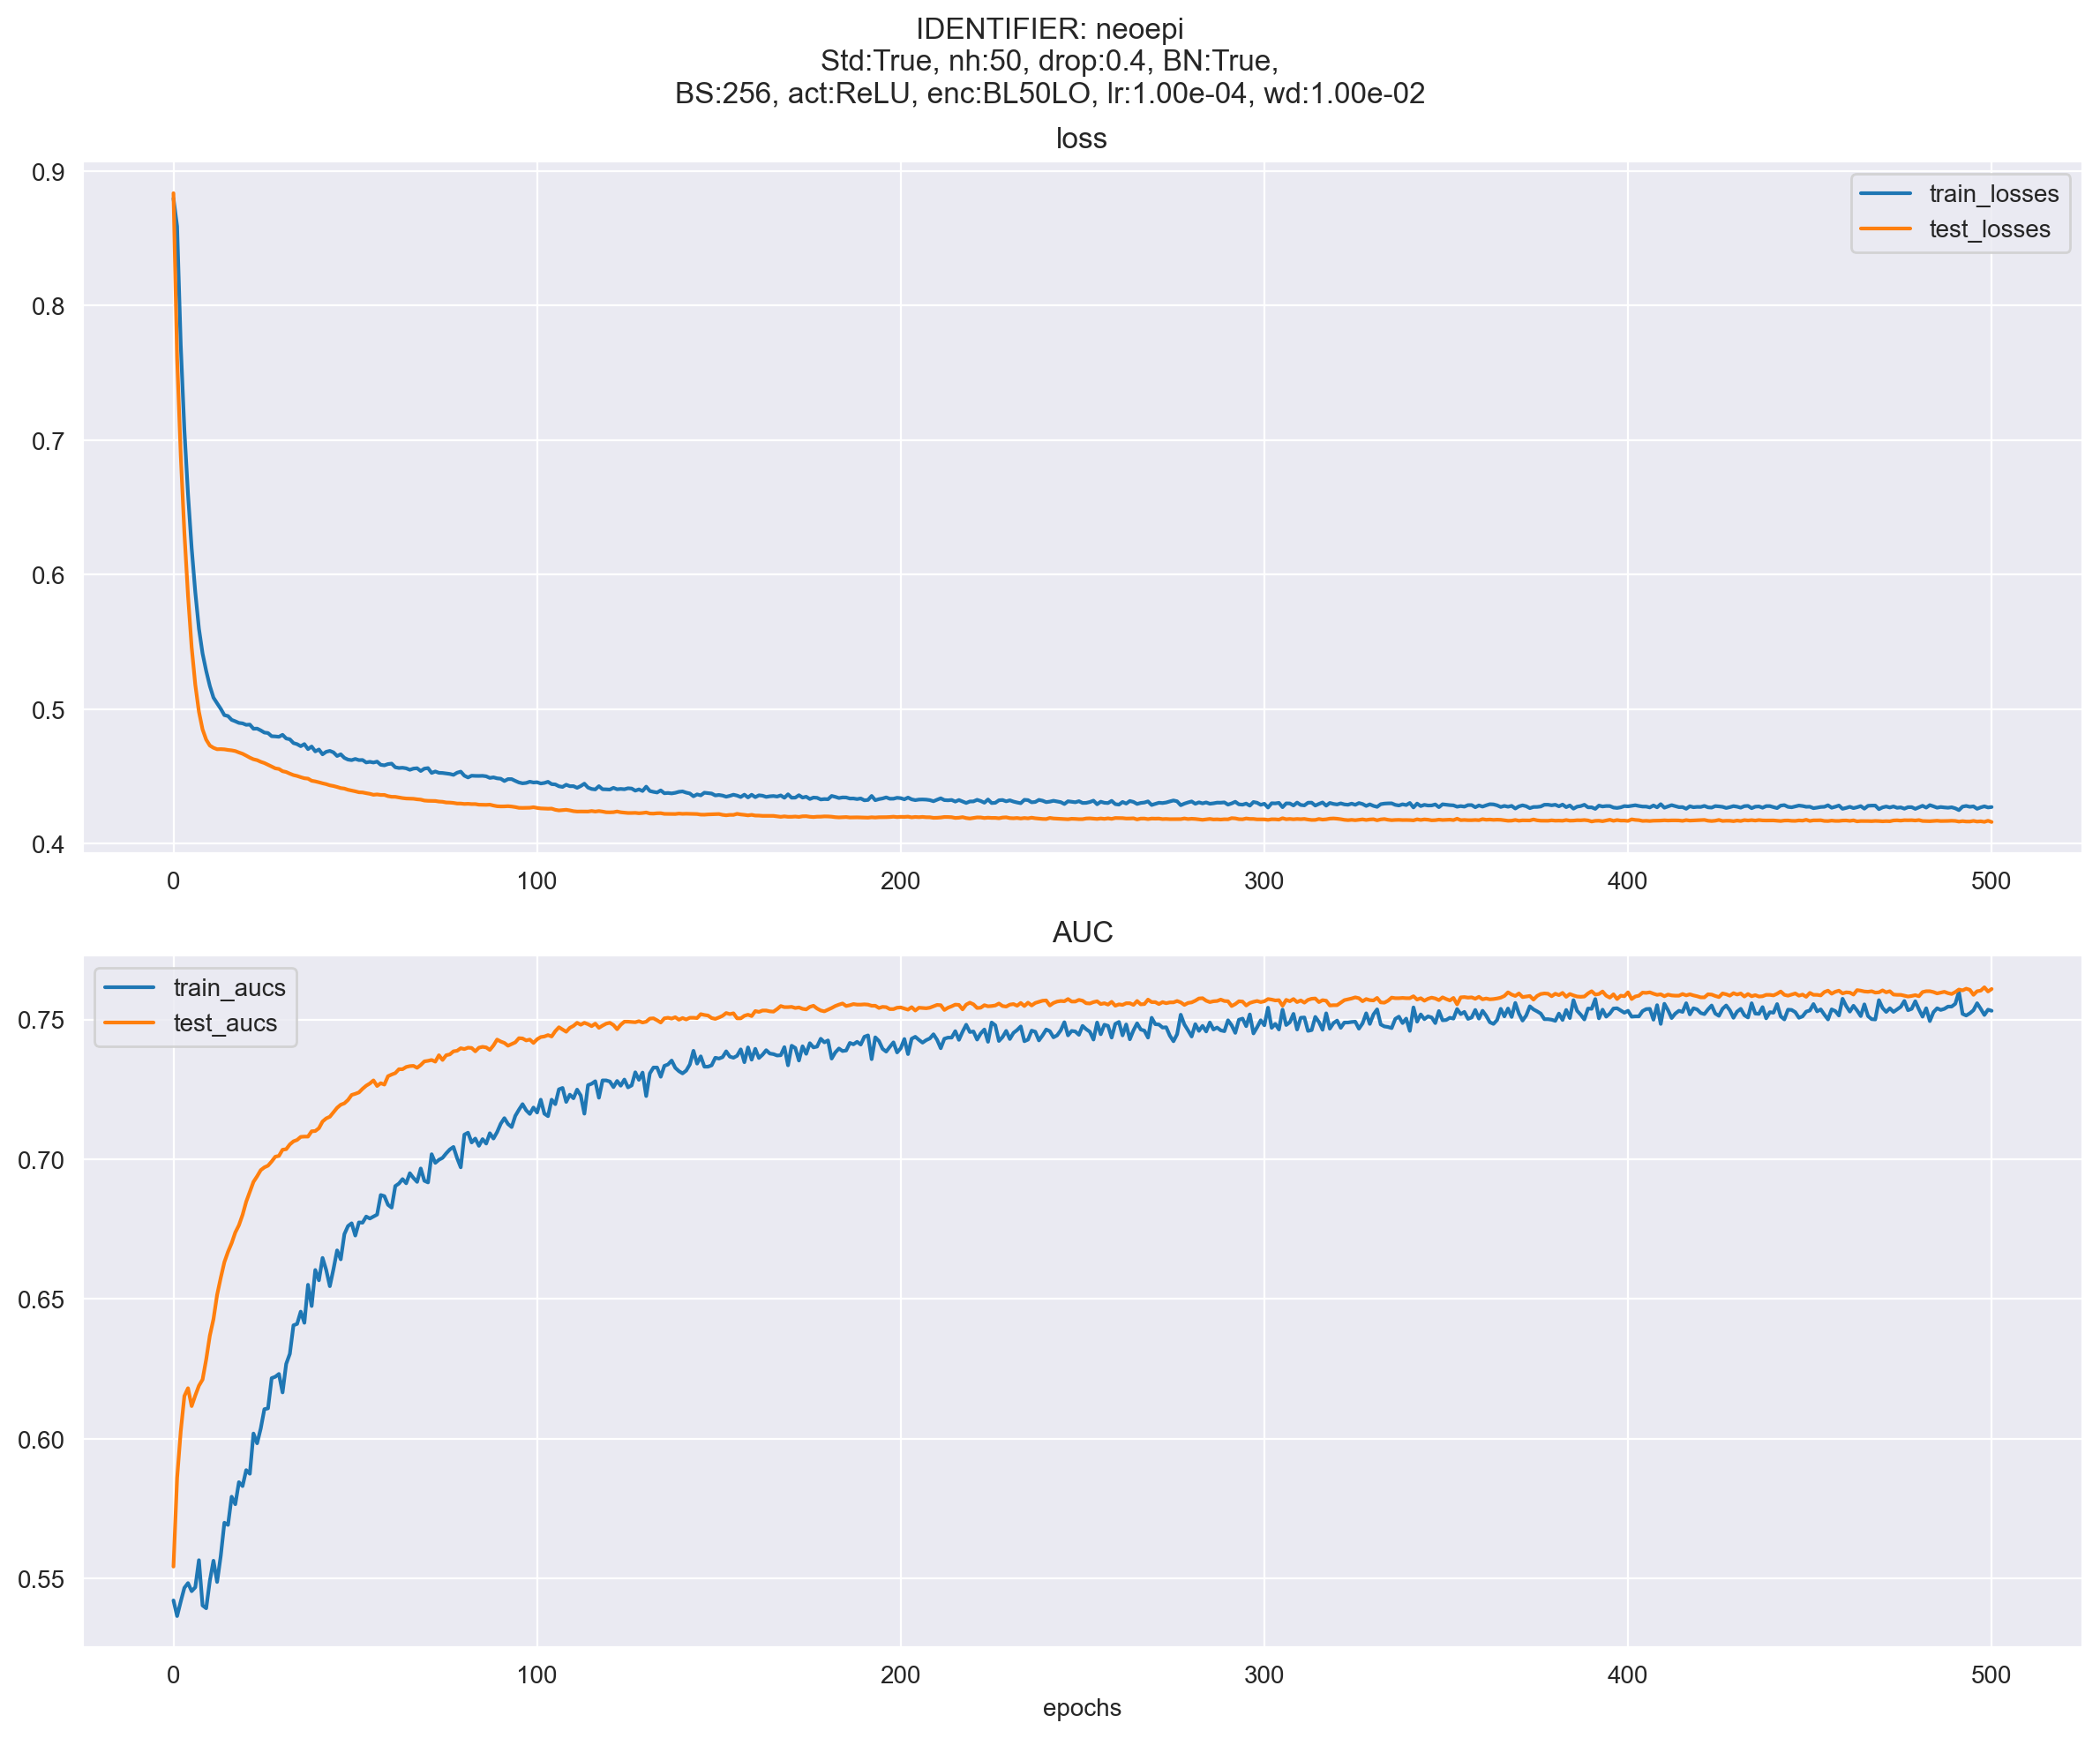 IDENTIFIER: neoepi
Std:True, nh:50, drop:0.4, BN:True,
BS:256, act:ReLU, enc:BL50LO, lr:1.00e-04, wd:1.00e-02
loss
0.9
0.8
0.7
0.6
0.5
0.4
train_losses
test_losses
0
100
200
300
400
500
AUC
train_aucs
test_aucs
0.75
0.70
0.65
0.60
0.55
0
100
200
300
400
500
epochs